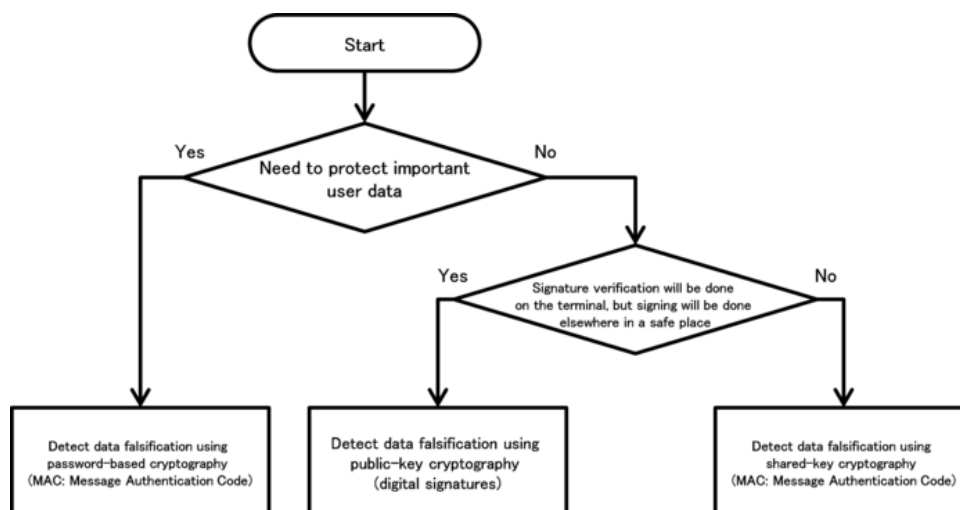 Start
Yes
No
Need to protect important
user data
Yes
No
Signature verification will be done
on the terminal, but signing will be done
elsewhere in a safe place
Detect data falsification using
password-based cryptography
(MAC: Message Authentication Code)
Detect data falsification using
public-key cryptography
(digital signatures)
Detect data falsification using
shared-key cryptography
(MAC: Message Authentication Code)